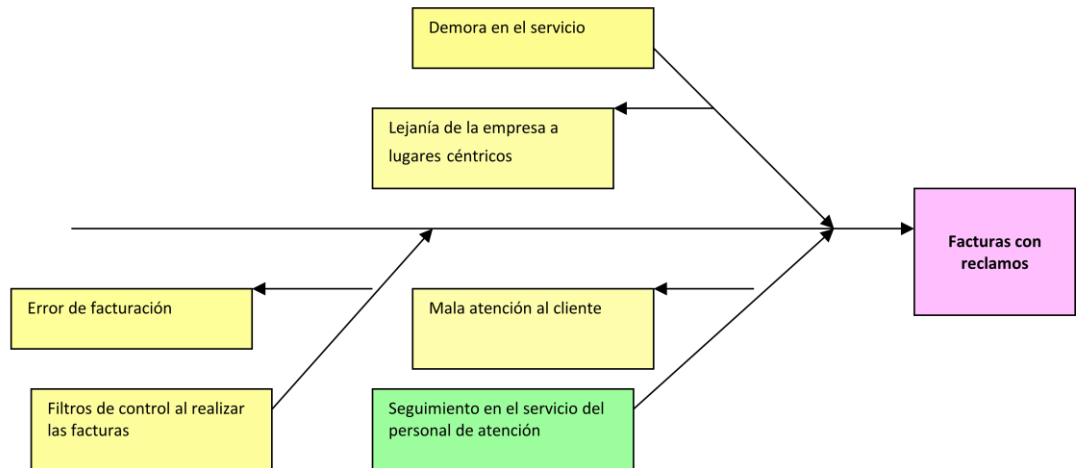 Demora en el servicio
Lejanía de la empresa a
lugares céntricos
Facturas con
reclamos
Error de facturación
Mala atención al cliente
Filtros de control al realizar
las facturas
Seguimiento en el servicio del
personal de atención